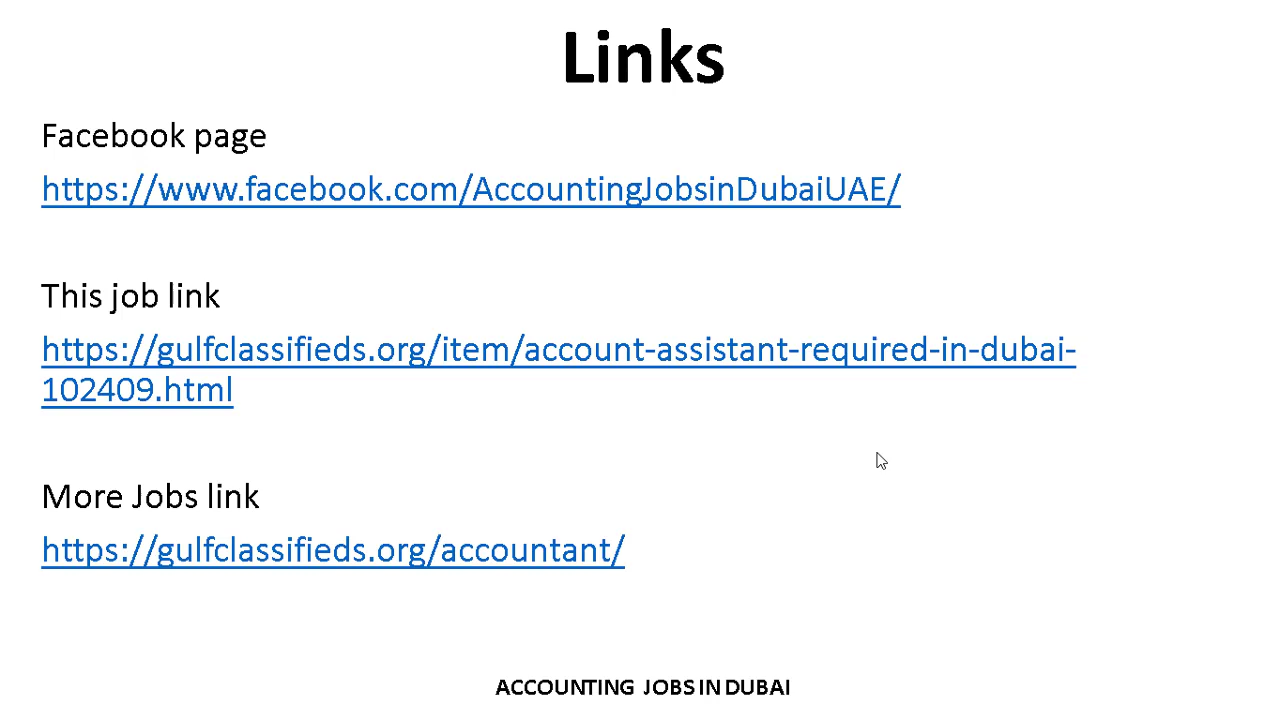 Links
Facebook page
https://www.facebook.com/AccountingJobsinDubaiUAE/
This job link
https://gulfclassifieds.org/item/account-assistant-required-in-dubai-
102409.html
More Jobs link
https://gulfclassifieds.org/accountant/
ACCOUNTING JOBS IN DUBAI